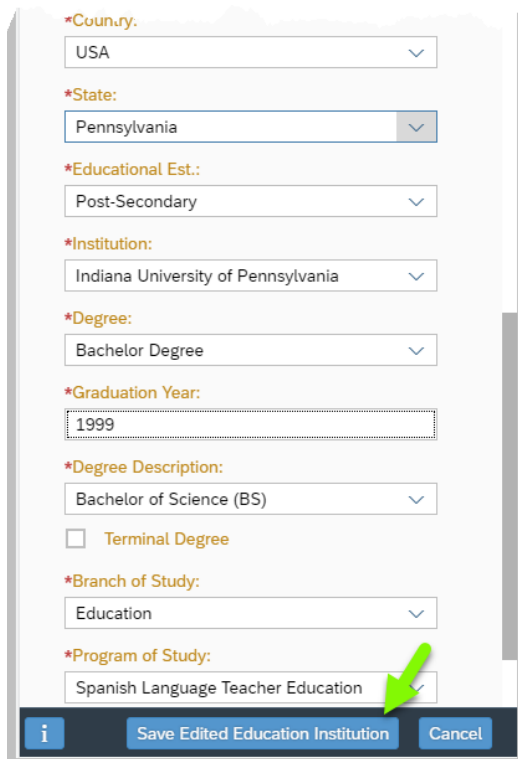 *Country:
USA
*State:
Pennsylvania
*Educational Est.:
Post-Secondary
*Institution:
Indiana University of Pennsylvania
*Degree:
Bachelor Degree
*Graduation Year:
1999
*Degree Description:
Bachelor of Science (BS)
Terminal Degree
*Branch of Study:
Education
*Program of Study:
Spanish Language Teacher Education
i Save Edited Education Institution Cancel